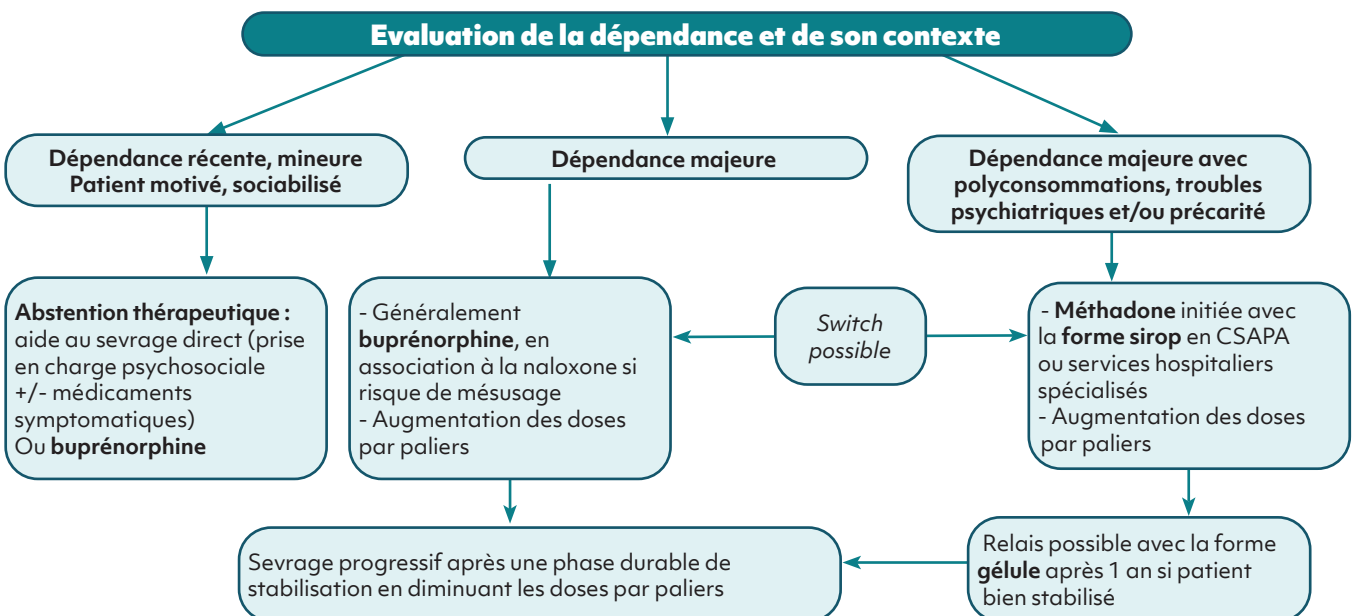 Evaluation de la dépendance et de son contexte
Dépendance récente, mineure
Patient motivé, sociabilisé
Dépendance majeure
Dépendance majeure avec
polyconsommations, troubles
psychiatriques et/ou précarité
Abstention thérapeutique :
aide au sevrage direct (prise
en charge psychosociale
+/- médicaments
symptomatiques)
Ou buprénorphine
- Généralement
buprénorphine, en
association à la naloxone si
risque de mésusage
- Augmentation des doses
par paliers
Switch
possible
- Méthadone initiée avec
la forme sirop en CSAPA
ou services hospitaliers
spécialisés
- Augmentation des doses
par paliers
Sevrage progressif après une phase durable de
stabilisation en diminuant les doses par paliers
Relais possible avec la forme
gélule après 1 an si patient
bien stabilisé